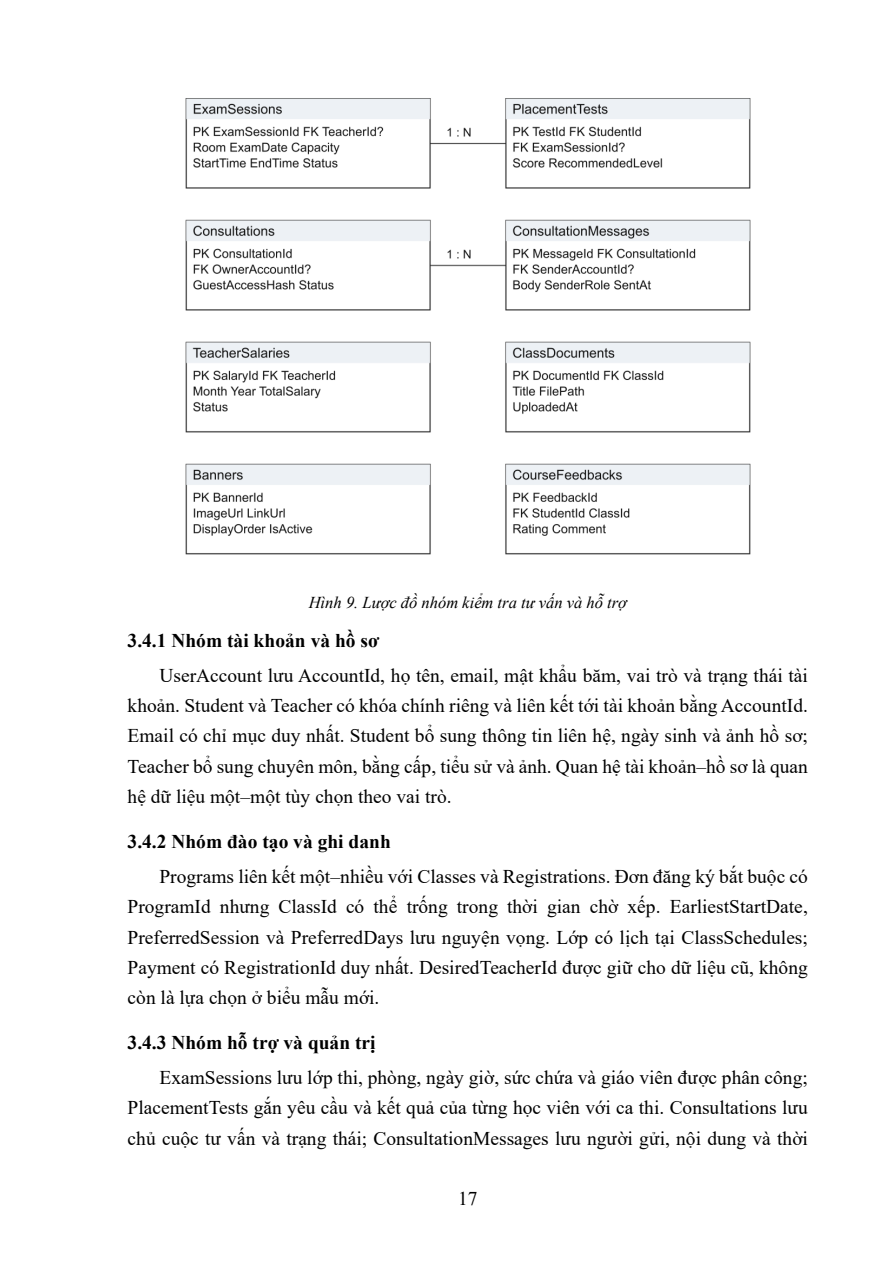 ExamSessions
PK ExamSessionId FK TeacherId?
Room ExamDate Capacity
StartTime EndTime Status
1 : N
PlacementTests
PK TestId FK StudentId
FK ExamSessionId?
Score RecommendedLevel
Consultations
PK ConsultationId
FK OwnerAccountId?
GuestAccessHash Status
1 : N
ConsultationMessages
PK MessageId FK ConsultationId
FK SenderAccountId?
Body SenderRole SentAt
TeacherSalaries
PK SalaryId FK TeacherId
Month Year TotalSalary
Status
ClassDocuments
PK DocumentId FK ClassId
Title FilePath
UploadedAt
Banners
PK BannerId
ImageUrl LinkUrl
DisplayOrder IsActive
CourseFeedbacks
PK FeedbackId
FK StudentId ClassId
Rating Comment
Hình 9. Lược đồ nhóm kiểm tra tư vấn và hỗ trợ
3.4.1 Nhóm tài khoản và hồ sơ
UserAccount lưu AccountId, họ tên, email, mật khẩu băm, vai trò và trạng thái tài
khoản. Student và Teacher có khóa chính riêng và liên kết tới tài khoản bằng AccountId.
Email có chỉ mục duy nhất. Student bổ sung thông tin liên hệ, ngày sinh và ảnh hồ sơ;
Teacher bổ sung chuyên môn, bằng cấp, tiểu sử và ảnh. Quan hệ tài khoản–hồ sơ là quan
hệ dữ liệu một–một tùy chọn theo vai trò.
3.4.2 Nhóm đào tạo và ghi danh
Programs liên kết một–nhiều với Classes và Registrations. Đơn đăng ký bắt buộc có
ProgramId nhưng ClassId có thể trống trong thời gian chờ xếp. EarliestStartDate,
PreferredSession và PreferredDays lưu nguyện vọng. Lớp có lịch tại ClassSchedules;
Payment có RegistrationId duy nhất. DesiredTeacherId được giữ cho dữ liệu cũ, không
còn là lựa chọn ở biểu mẫu mới.
3.4.3 Nhóm hỗ trợ và quản trị
ExamSessions lưu lớp thi, phòng, ngày giờ, sức chứa và giáo viên được phân công;
PlacementTests gắn yêu cầu và kết quả của từng học viên với ca thi. Consultations lưu
chủ cuộc tư vấn và trạng thái; ConsultationMessages lưu người gửi, nội dung và thời
17